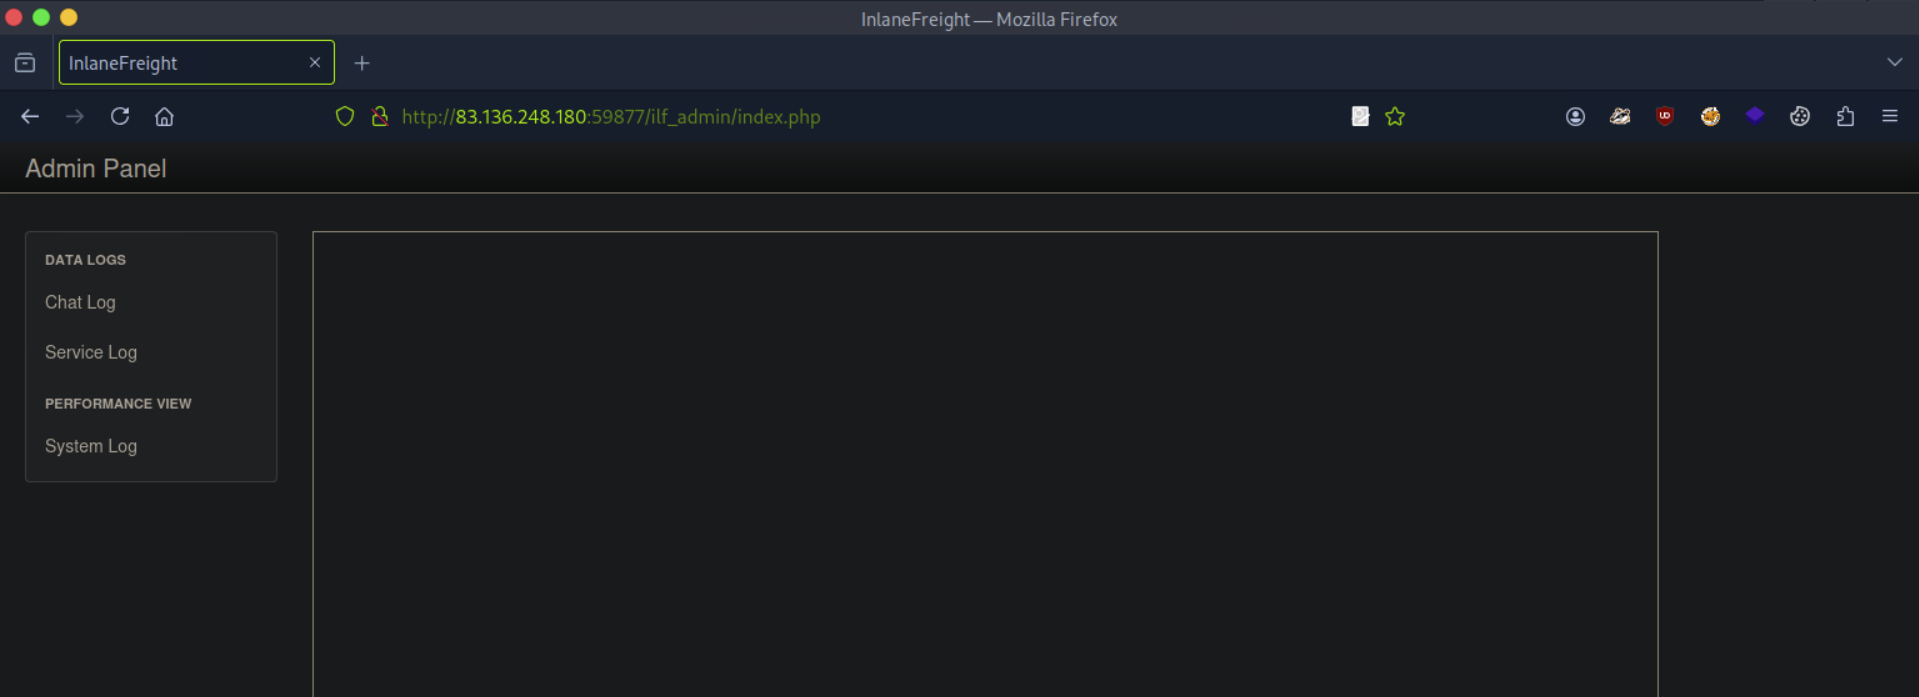 InlaneFreight — Mozilla Firefox
InlaneFreight
http://83.136.248.180:59877/ilf_admin/index.php
Admin Panel
DATA LOGS
Chat Log
Service Log
PERFORMANCE VIEW
System Log